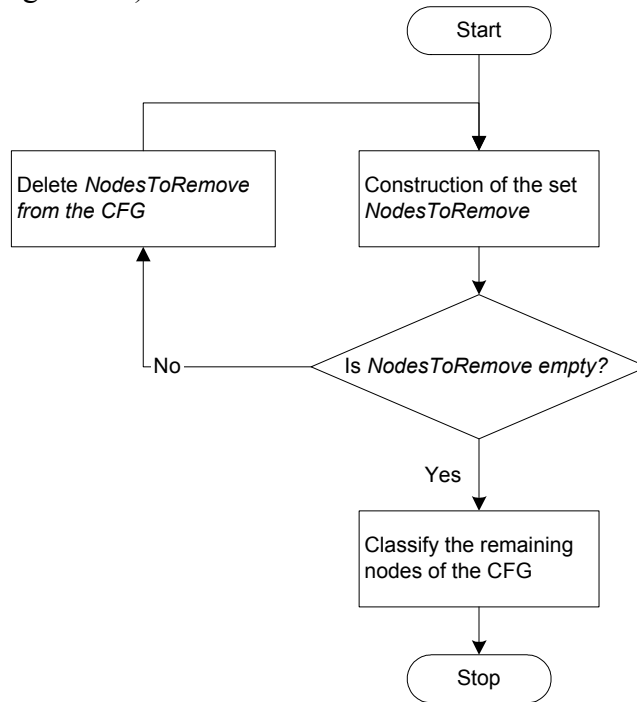 Start
Delete NodesToRemove
from the CFG
Construction of the set
NodesToRemove
Is NodesToRemove empty?
No
Yes
Classify the remaining
nodes of the CFG
Stop